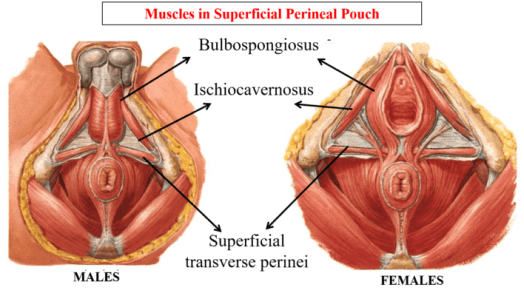 Muscles in Superficial Perineal Pouch
Bulbospongiosus
Ischiocavernosus
Superficial
transverse perinei
MALES
FEMALES